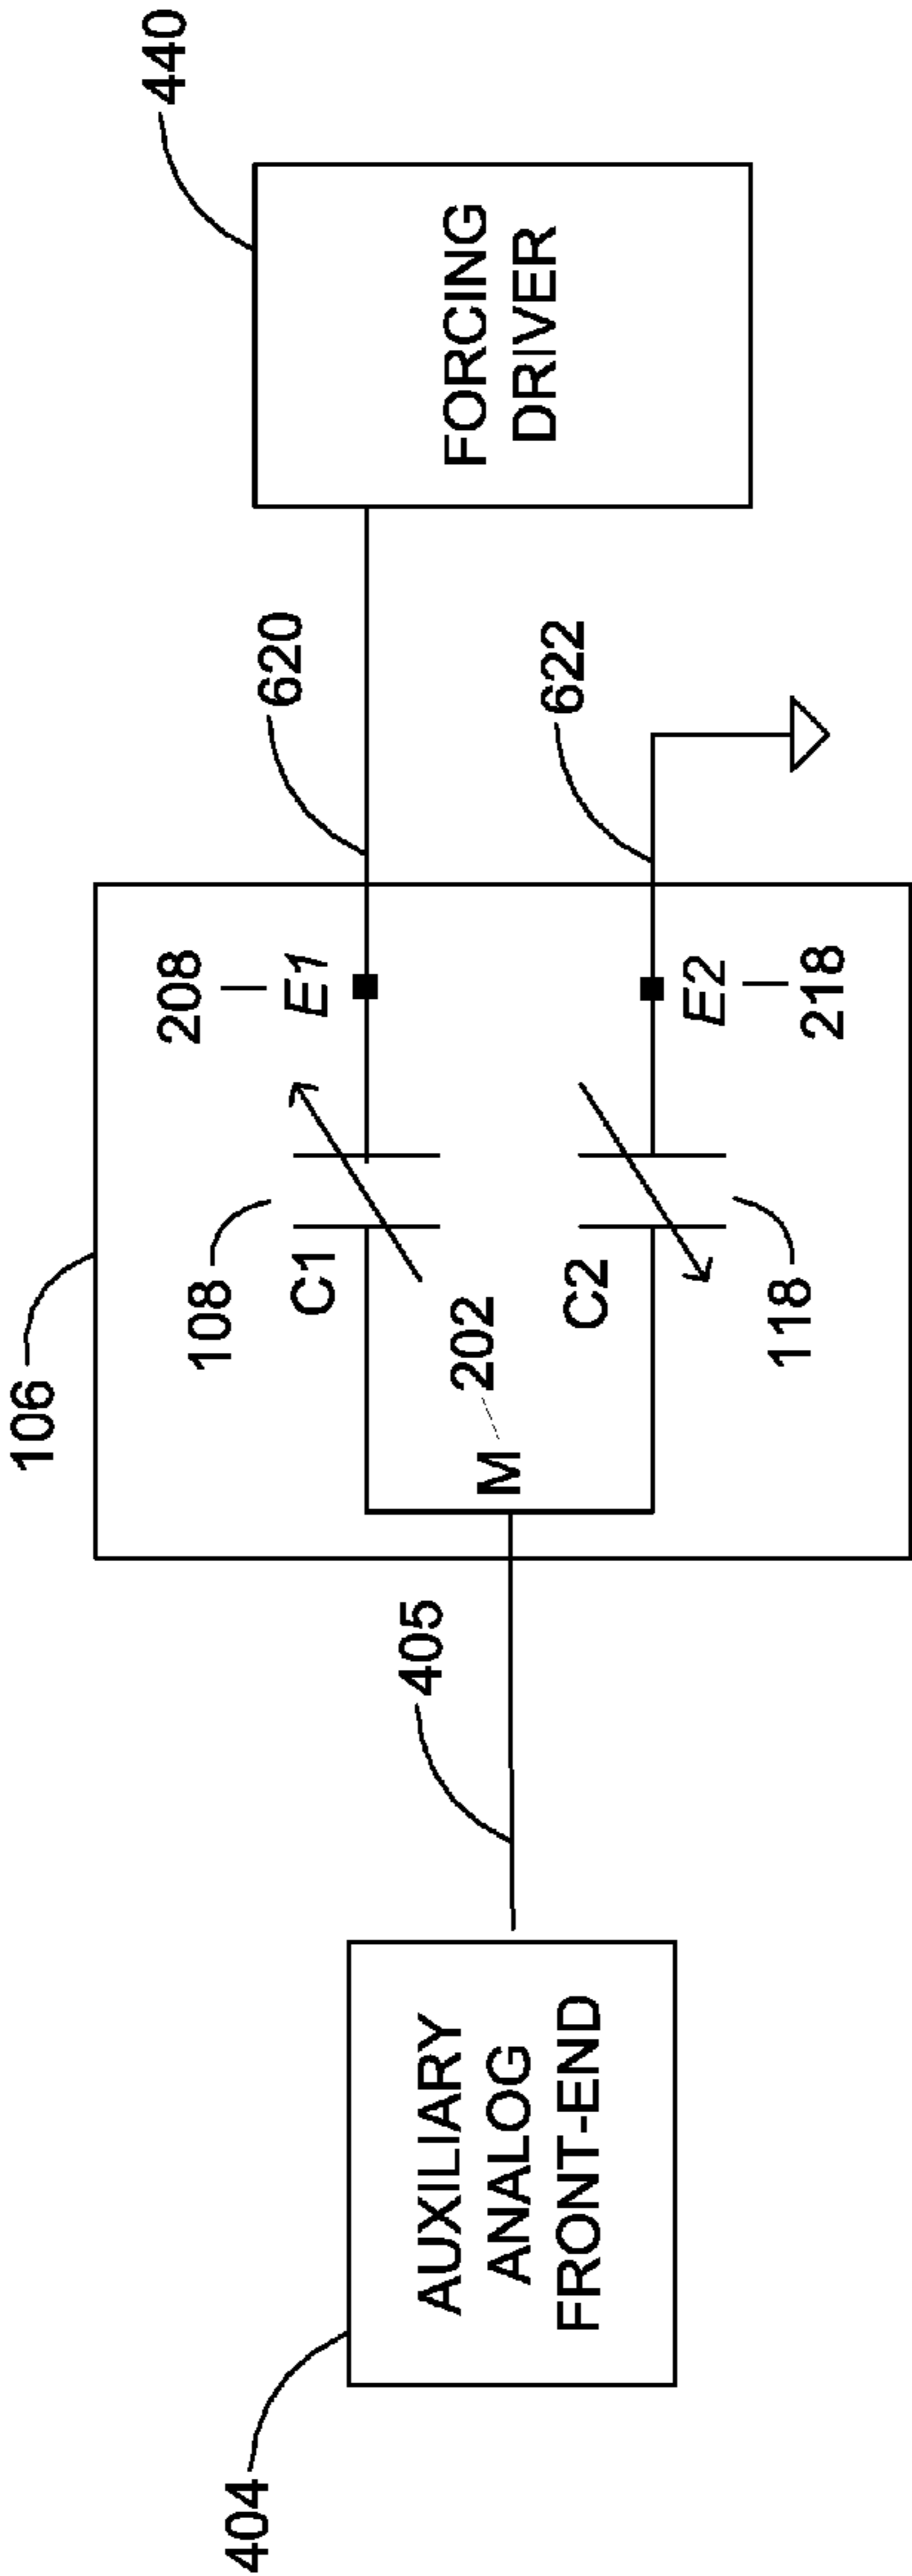 404
AUXILIARY
ANALOG
FRONT-END
405
106
108
C1
M
202
C2
118
208
E1
E2
218
620
622
440
FORCING
DRIVER